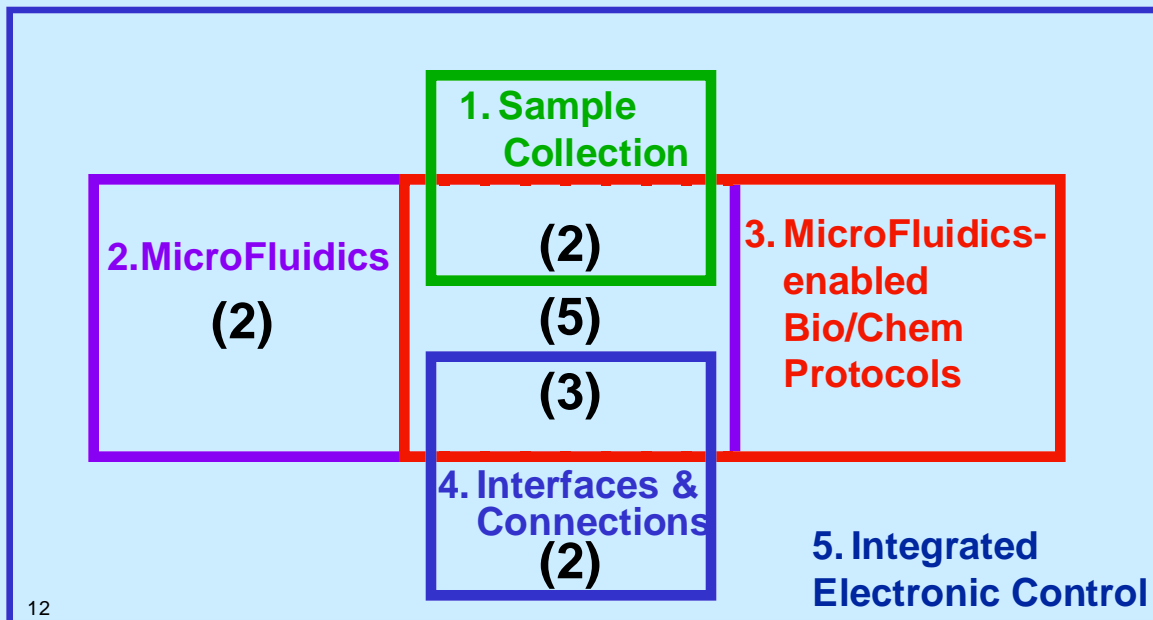 1. Sample
Collection
2.MicroFluidics
(2)
(2)
(5)
(3)
3. MicroFluidics-
enabled
Bio/Chem
Protocols
4. Interfaces &
Connections
(2)
5. Integrated
Electronic Control
12